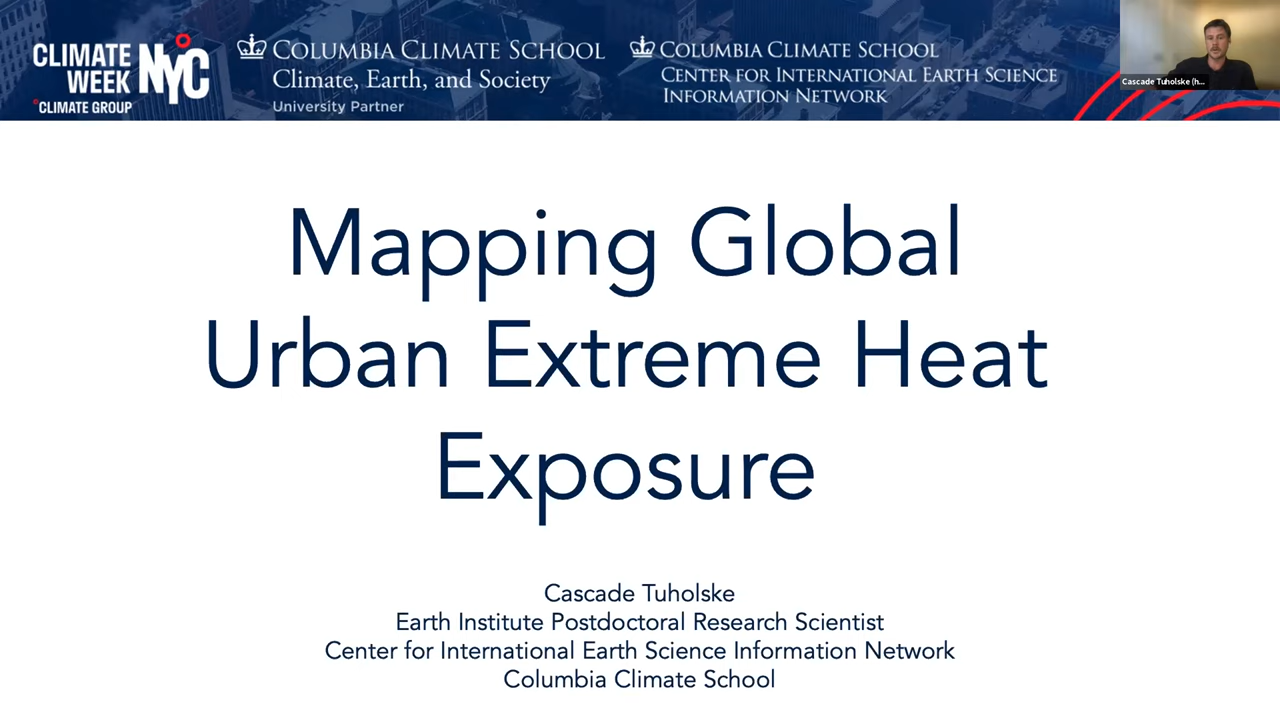 CLIMATE
WEEK
NYC
°CLIMATE GROUP
COLUMBIA CLIMATE SCHOOL
Climate, Earth, and Society
University Partner
COLUMBIA CLIMATE SCHOOL
CENTER FOR INTERNATIONAL EARTH SCIENCE
INFORMATION NETWORK
Cascade Tuholske (h...
Mapping Global
Urban Extreme Heat
Exposure
Cascade Tuholske
Earth Institute Postdoctoral Research Scientist
Center for International Earth Science Information Network
Columbia Climate School